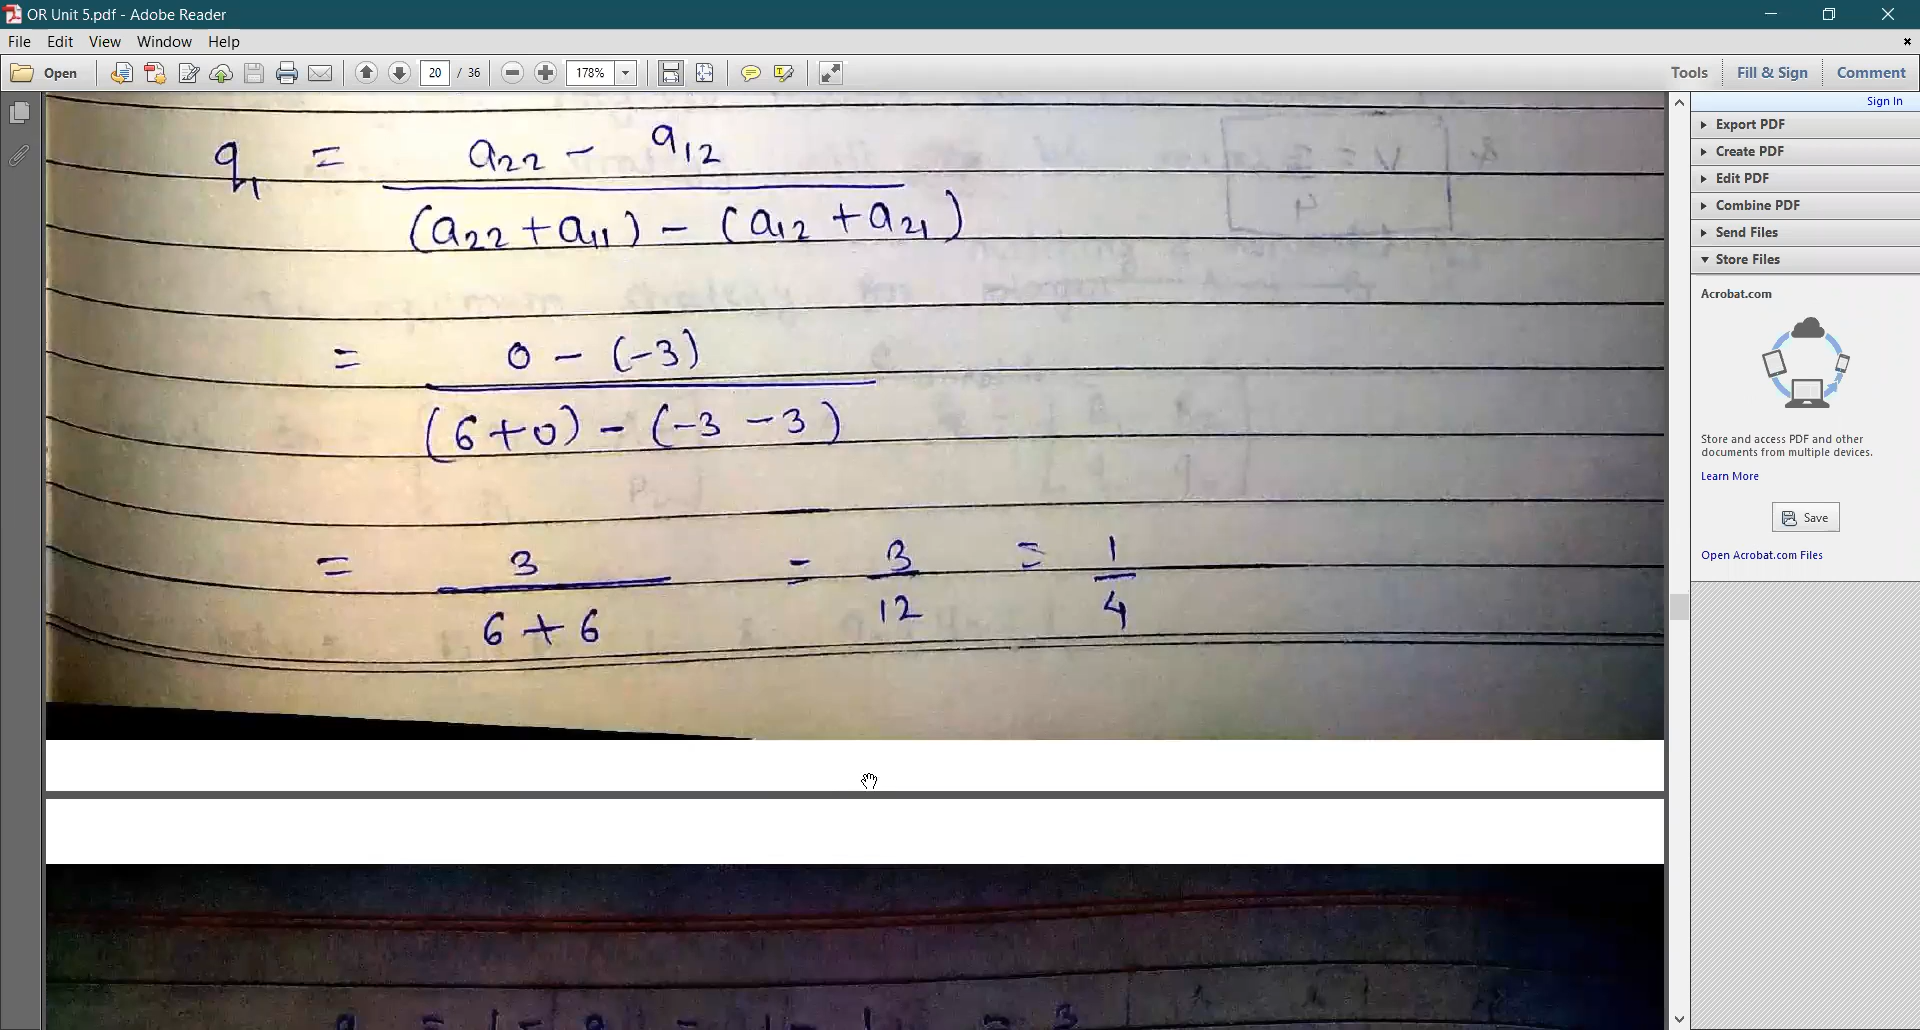 OR Unit 5.pdf - Adobe Reader
File Edit View Window Help
Open 20 / 36 178% Tools Fill & Sign Comment
Sign In
Export PDF
Create PDF
Edit PDF
Combine PDF
Send Files
Store Files
Acrobat.com
Store and access PDF and other
documents from multiple devices.
Learn More
Save
Open Acrobat.com Files
q1 = a22 - a12
(a22 + a11) - (a12 + a21)
= 0 - (-3)
(6+0) - (-3 -3)
= 3 = 3 = 1
6 + 6 12 4